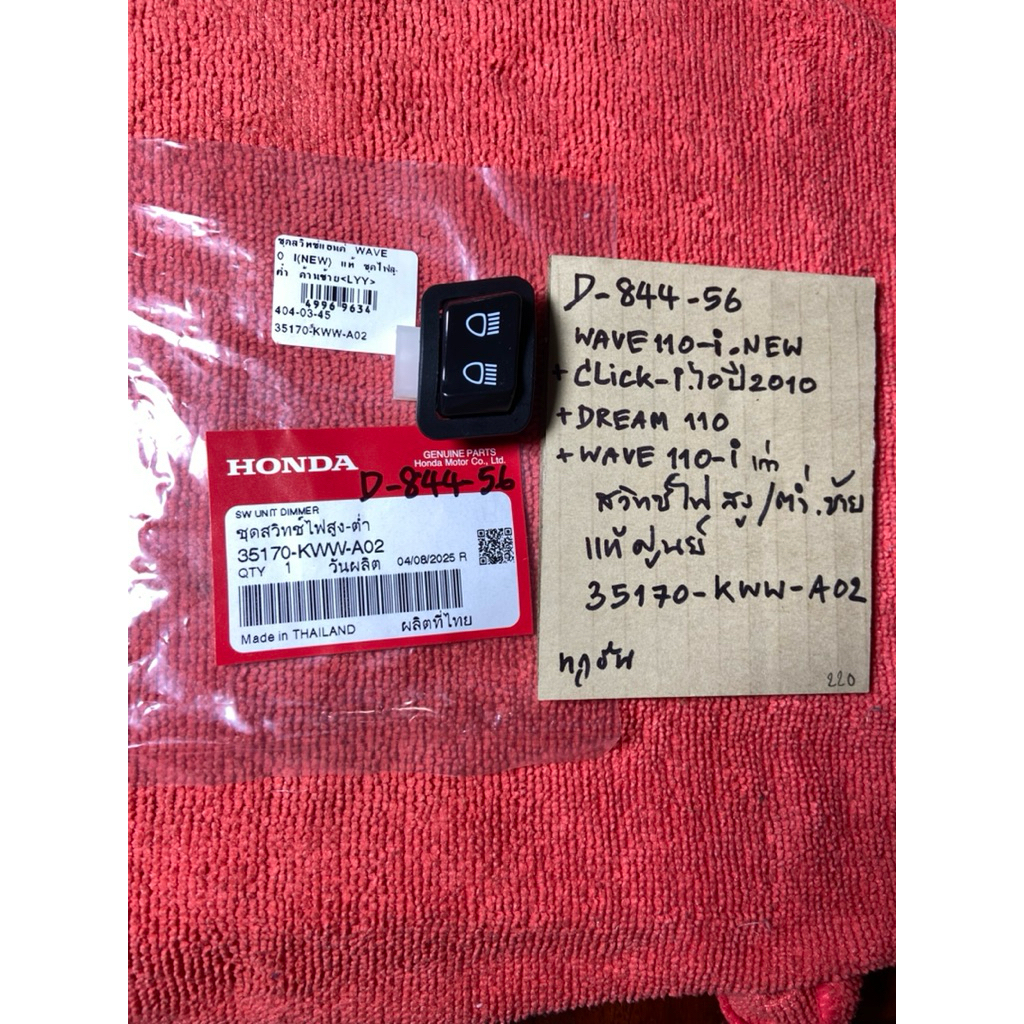 ชุดสวิทช์แฮนด์ WAVE
0 I(NEW) แท้ ชุดไฟสู
ต่ำ ด้านซ้าย<LYY>
4996 9634
404-03-45
35170-KWW-A02
HONDA
GENUINE PARTS
Honda Motor Co., Ltd.
D-844-56
SW UNIT DIMMER
ชุดสวิทช์ไฟสูง-ต่ำ
35170-KWW-A02
QTY 1 วันผลิต 04/08/2025 R
Made in THAILAND ผลิตที่ไทย
D-844-56
WAVE 110-i.NEW
+ CLick-i. ปี 2010
+ DREAM 110
+ WAVE 110-i เก่า
สวิทช์ไฟ สูง/ต่ำ.ซ้าย
แท้ ศูนย์
35170-KWW-A02
220